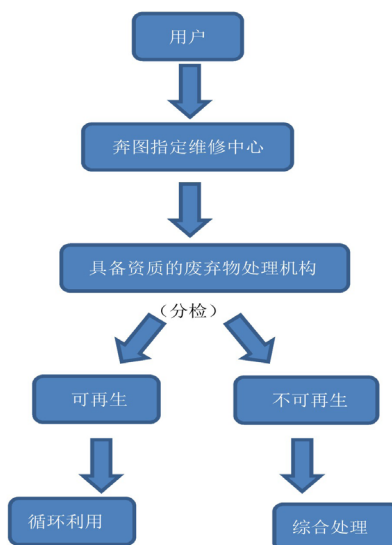 用户
奔图指定维修中心
具备资质的废弃物处理机构
（分检）
可再生
不可再生
循环利用
综合处理